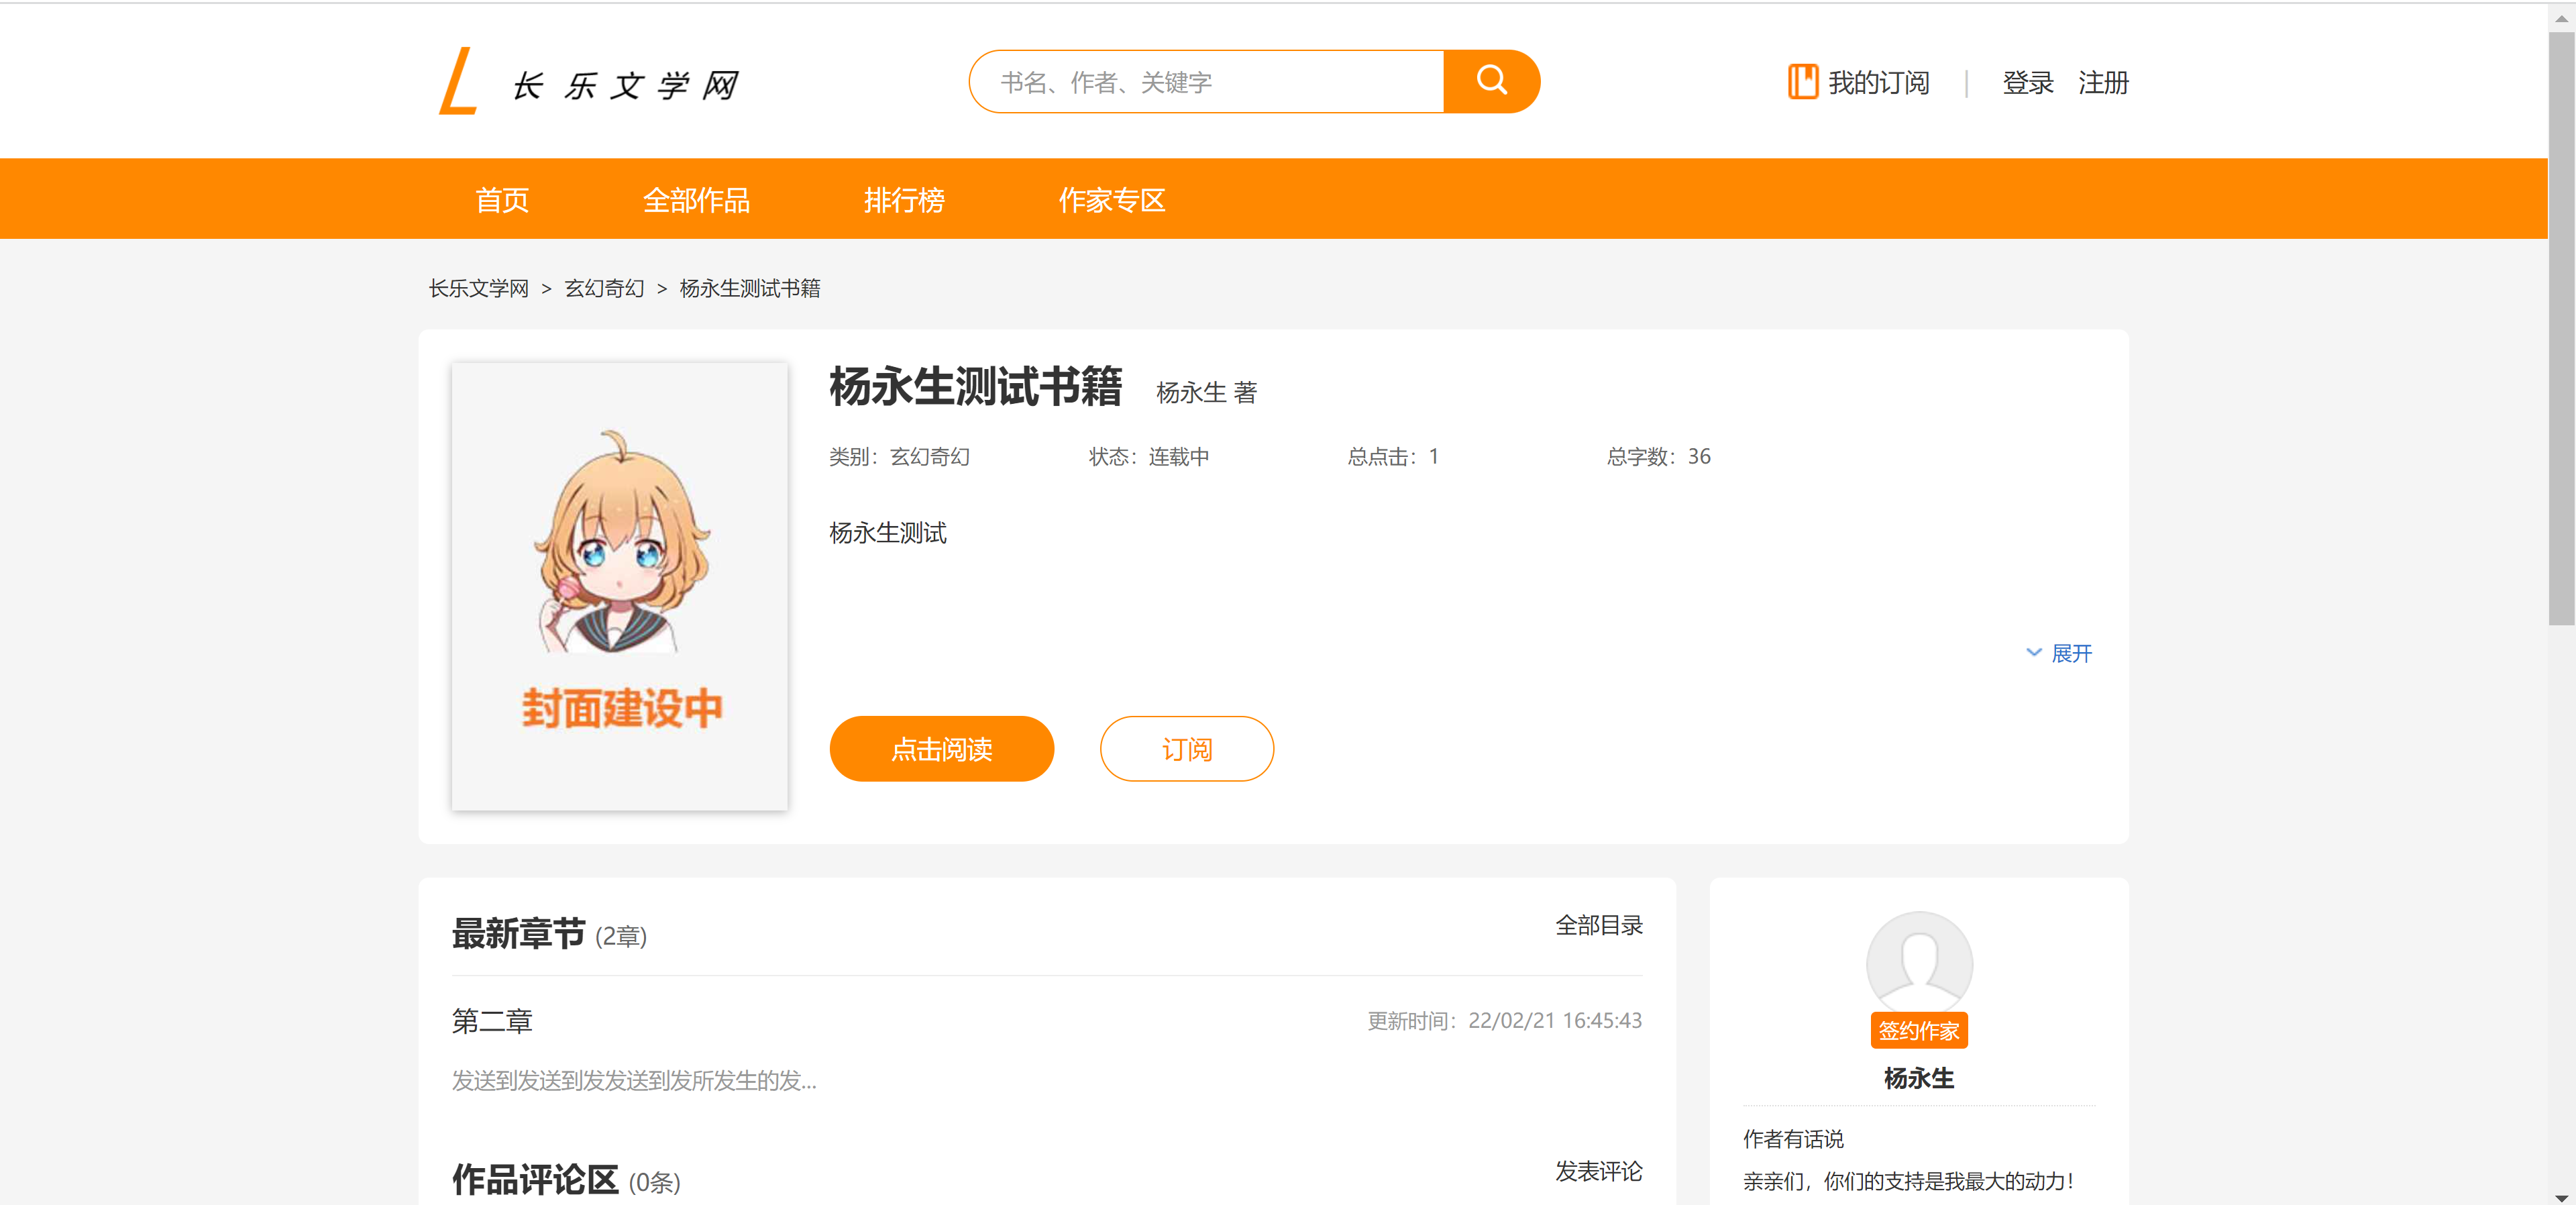 L 长乐文学网
书名、作者、关键字
我的订阅 | 登录 注册
首页 全部作品 排行榜 作家专区
长乐文学网 > 玄幻奇幻 > 杨永生测试书籍
杨永生测试书籍 杨永生 著
类别：玄幻奇幻 状态：连载中 总点击：1 总字数：36
杨永生测试
展开
封面建设中
点击阅读 订阅
最新章节 (2章) 全部目录
第二章 更新时间：22/02/21 16:45:43
发送到发送到发发送到发所发生的发...
作品评论区 (0条) 发表评论
签约作家
杨永生
作者有话说
亲亲们，你们的支持是我最大的动力！